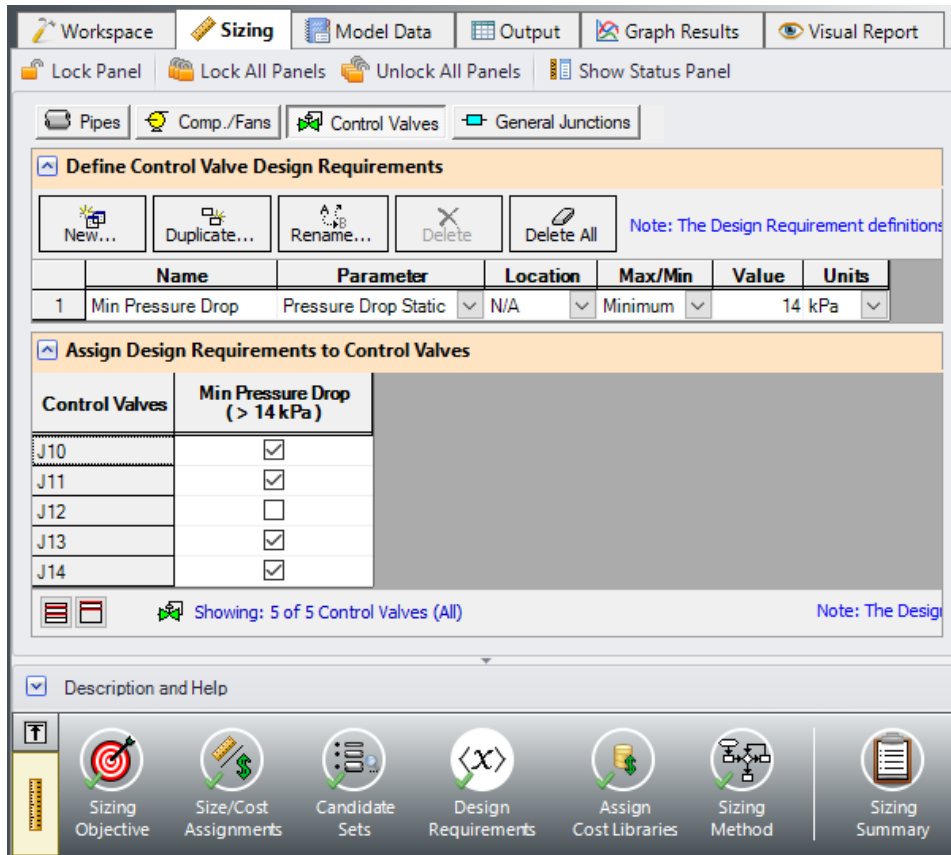 Workspace Sizing Model Data Output Graph Results Visual Report
Lock Panel Lock All Panels Unlock All Panels Show Status Panel
Pipes Comp./Fans Control Valves General Junctions
Define Control Valve Design Requirements
New... Duplicate... Rename... Delete Delete All Note: The Design Requirement definitions
Name Parameter Location Max/Min Value Units
1 Min Pressure Drop Pressure Drop Static N/A Minimum 14 kPa
Assign Design Requirements to Control Valves
Control Valves Min Pressure Drop
( > 14 kPa )
J10
J11
J12
J13
J14
Showing: 5 of 5 Control Valves (All) Note: The Desig
Description and Help
Sizing Size/Cost Candidate Design Assign Sizing Sizing
Objective Assignments Sets Requirements Cost Libraries Method Summary